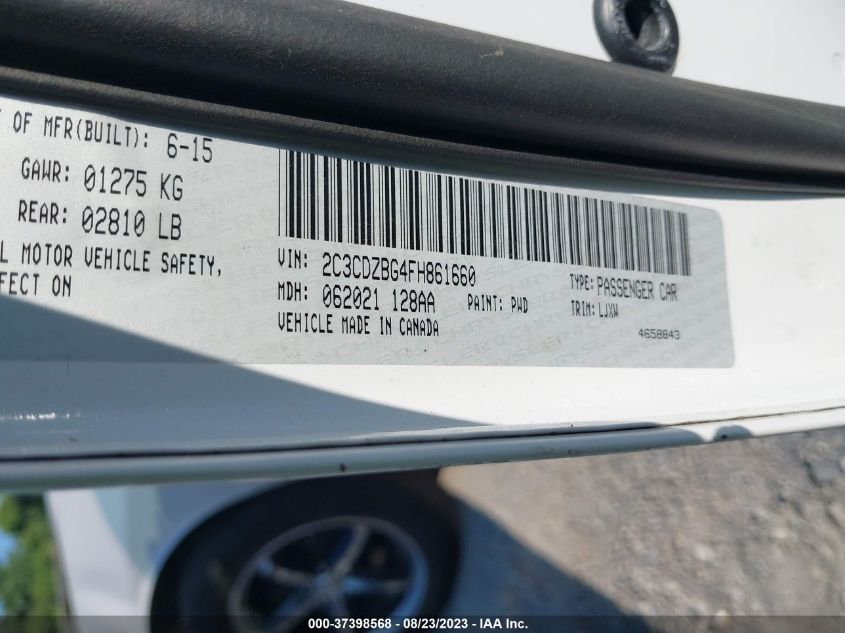 OF MFR(BUILT): 6-15
GAWR: 01275 KG
REAR: 02810 LB
MOTOR VEHICLE SAFETY,
ON
VIN: 2C3CDZBG4FH861660
MDH: 062021 128AA PAINT: PWD
VEHICLE MADE IN CANADA
TYPE: PASSENGER CAR
TRIM: LJXW
4658843
000-37398568 - 08/23/2023 - IAA Inc.